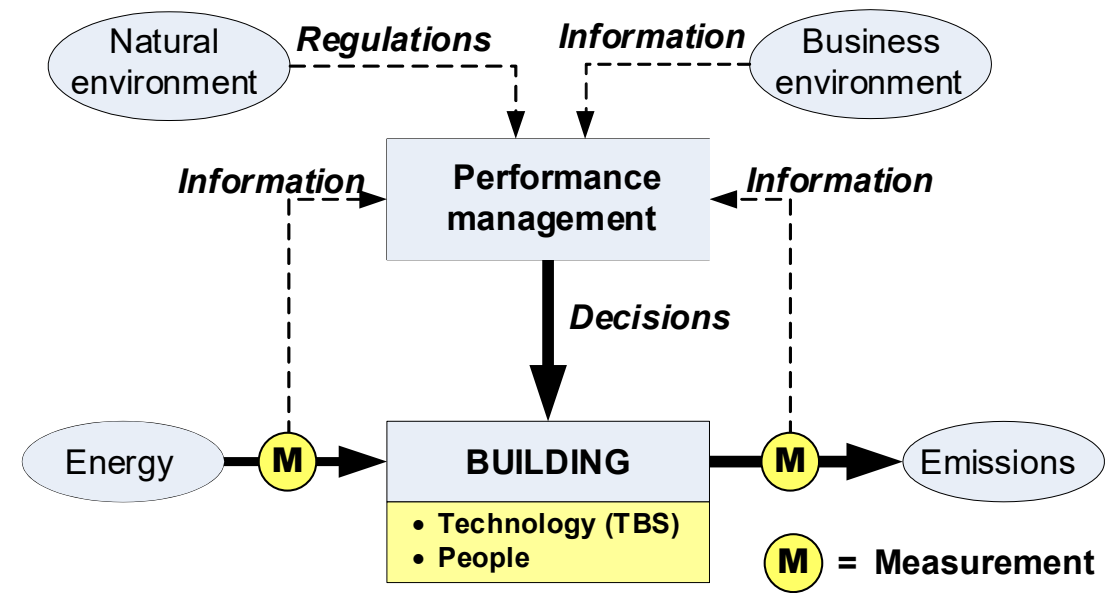 Natural
environment
Regulations
Information
Business
environment
Information
Performance
management
Information
Decisions
Energy
M
BUILDING
M
Emissions
• Technology (TBS)
• People
M = Measurement